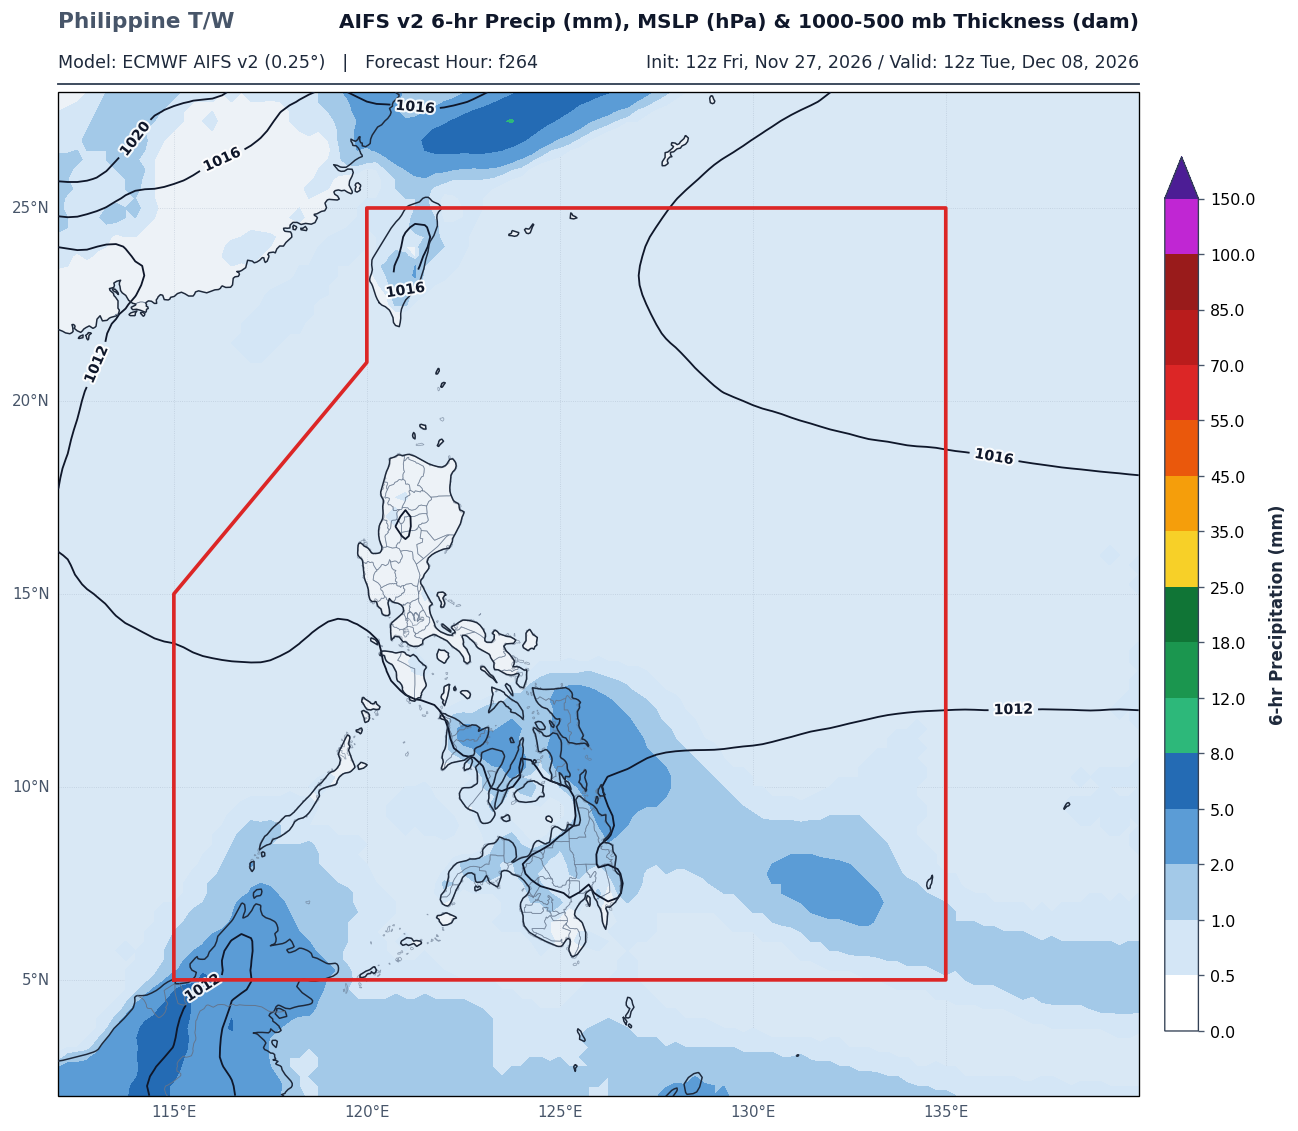 Philippine T/W
AIFS v2 6-hr Precip (mm), MSLP (hPa) & 1000-500 mb Thickness (dam)
Model: ECMWF AIFS v2 (0.25°) | Forecast Hour: f264
Init: 12z Fri, Nov 27, 2026 / Valid: 12z Tue, Dec 08, 2026
1016
1020
1016
25°N
1016
1012
20°N
1016
15°N
1012
10°N
5°N
1012
115°E
120°E
125°E
130°E
135°E
150.0
100.0
85.0
70.0
55.0
45.0
35.0
25.0
18.0
12.0
8.0
5.0
2.0
1.0
0.5
0.0
6-hr Precipitation (mm)